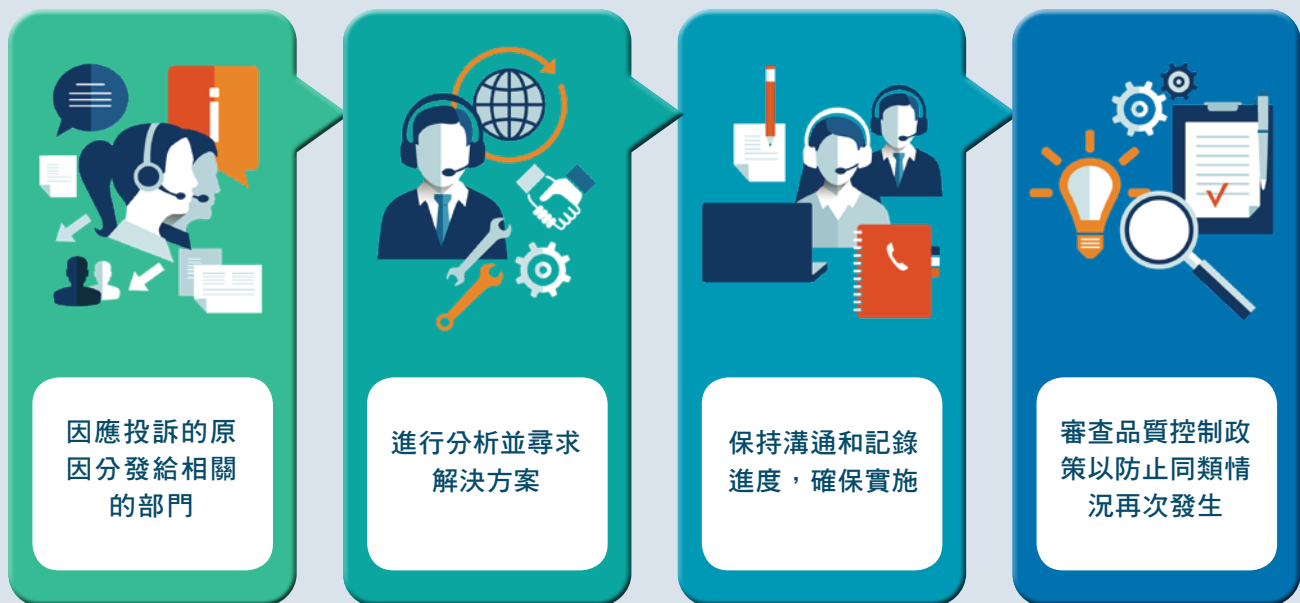 因應投訴的原
因分發給相關
的部門
進行分析並尋求
解決方案
保持溝通和記錄
進度，確保實施
審查品質控制政
策以防止同類情
況再次發生